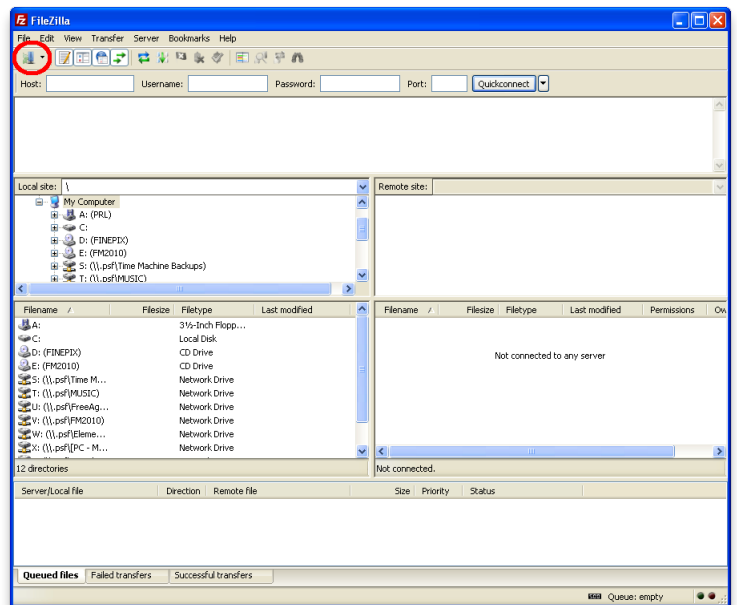 FileZilla
File Edit View Transfer Server Bookmarks Help
Host: Username: Password: Port: Quickconnect
Local site: \
My Computer
A: (PRL)
C:
D: (FINEPIX)
E: (FM2010)
S: (\\.psf\Time Machine Backups)
T: (\\.psf\MUSIC)
Remote site:
Filename / Filesize Filetype Last modified
A: 3½-Inch Flopp...
C: Local Disk
D: (FINEPIX) CD Drive
E: (FM2010) CD Drive
S: (\\.psf\Time M... Network Drive
T: (\\.psf\MUSIC) Network Drive
U: (\\.psf\FreeAg... Network Drive
V: (\\.psf\FM2010) Network Drive
W: (\\.psf\Eleme... Network Drive
X: (\\.psf\[PC - M... Network Drive
12 directories
Filename / Filesize Filetype Last modified Permissions Ow
Not connected to any server
Not connected.
Server/Local file Direction Remote file Size Priority Status
Queued files Failed transfers Successful transfers
Queue: empty